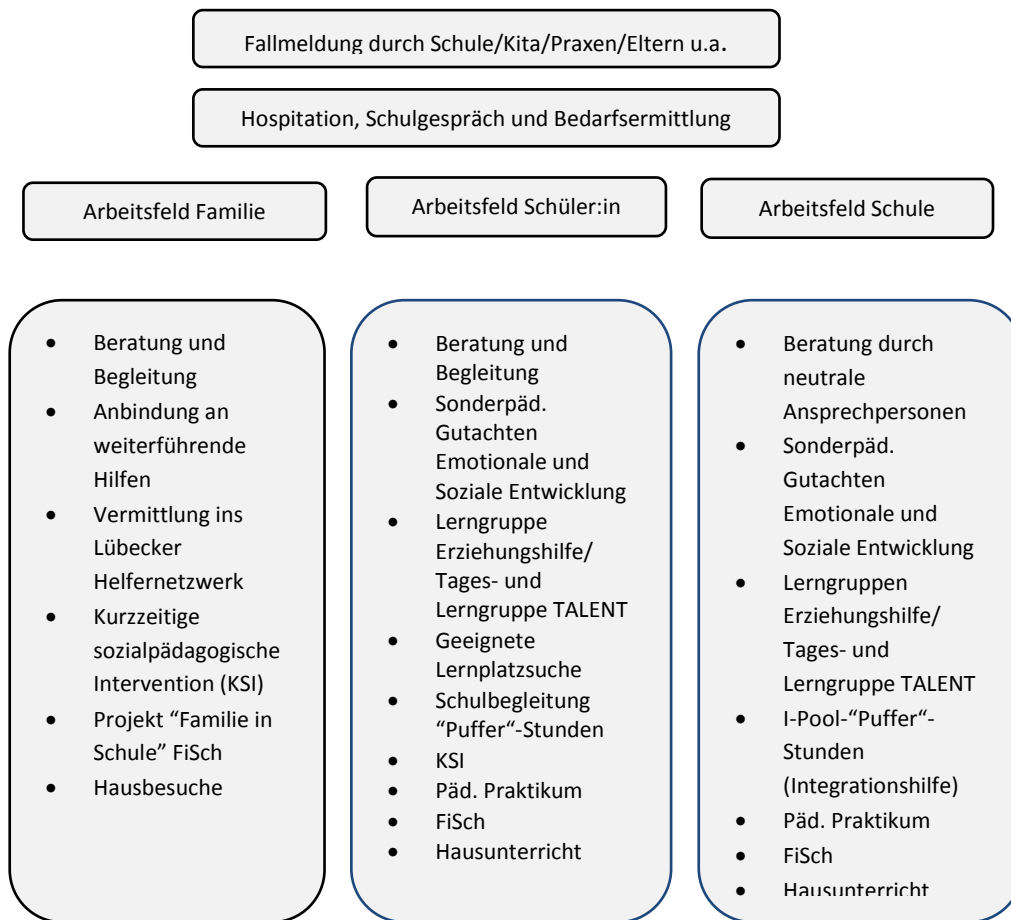 Fallmeldung durch Schule/Kita/Praxen/Eltern u.a.
Hospitation, Schulgespräch und Bedarfsermittlung
Arbeitsfeld Familie
Arbeitsfeld Schüler:in
Arbeitsfeld Schule
• Beratung und
Begleitung
• Anbindung an
weiterführende
Hilfen
• Vermittlung ins
Lübecker
Helfernetzwerk
• Kurzzeitige
sozialpädagogische
Intervention (KSI)
• Projekt “Familie in
Schule” FiSch
• Hausbesuche
• Beratung und
Begleitung
• Sonderpäd.
Gutachten
Emotionale und
Soziale Entwicklung
• Lerngruppe
Erziehungshilfe/
Tages- und
Lerngruppe TALENT
• Geeignete
Lernplatzsuche
• Schulbegleitung
“Puffer“-Stunden
• KSI
• Päd. Praktikum
• FiSch
• Hausunterricht
• Beratung durch
neutrale
Ansprechpersonen
• Sonderpäd.
Gutachten
Emotionale und
Soziale Entwicklung
• Lerngruppen
Erziehungshilfe/
Tages- und
Lerngruppe TALENT
• I-Pool-“Puffer“-
Stunden
(Integrationshilfe)
• Päd. Praktikum
• FiSch
• Hausunterricht